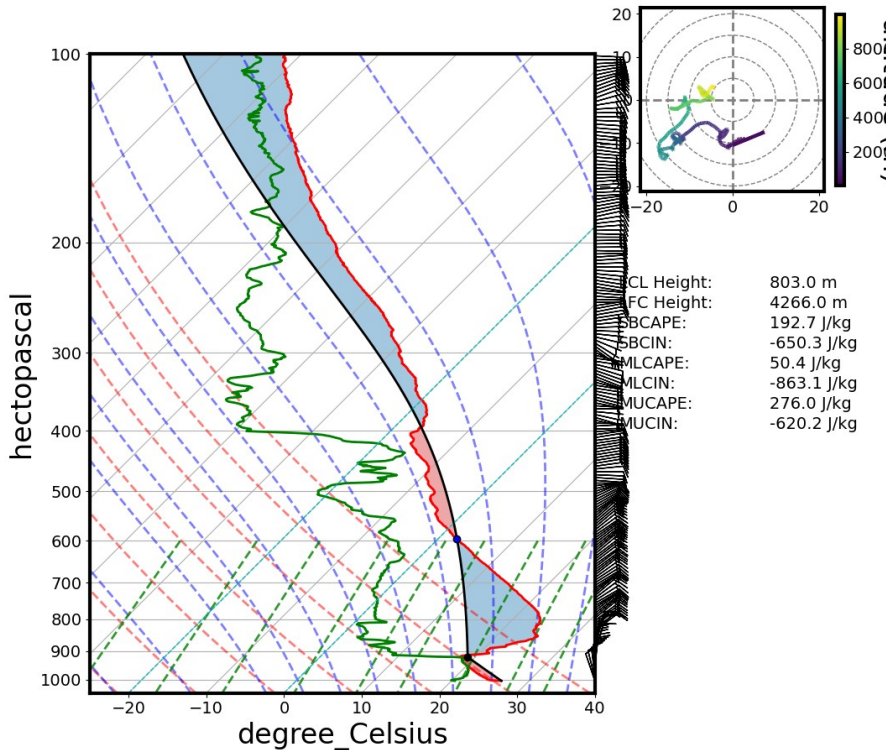 100
200
300
400
500
600
700
800
900
1000
hectopascal
−20
−10
0
10
20
30
40
degree_Celsius
20
10
0
−20
0
20
8000
6000
4000
2000
LCL Height: 803.0 m
LFC Height: 4266.0 m
SBCAPE: 192.7 J/kg
SBCIN: -650.3 J/kg
MLCAPE: 50.4 J/kg
MLCIN: -863.1 J/kg
MUCAPE: 276.0 J/kg
MUCIN: -620.2 J/kg